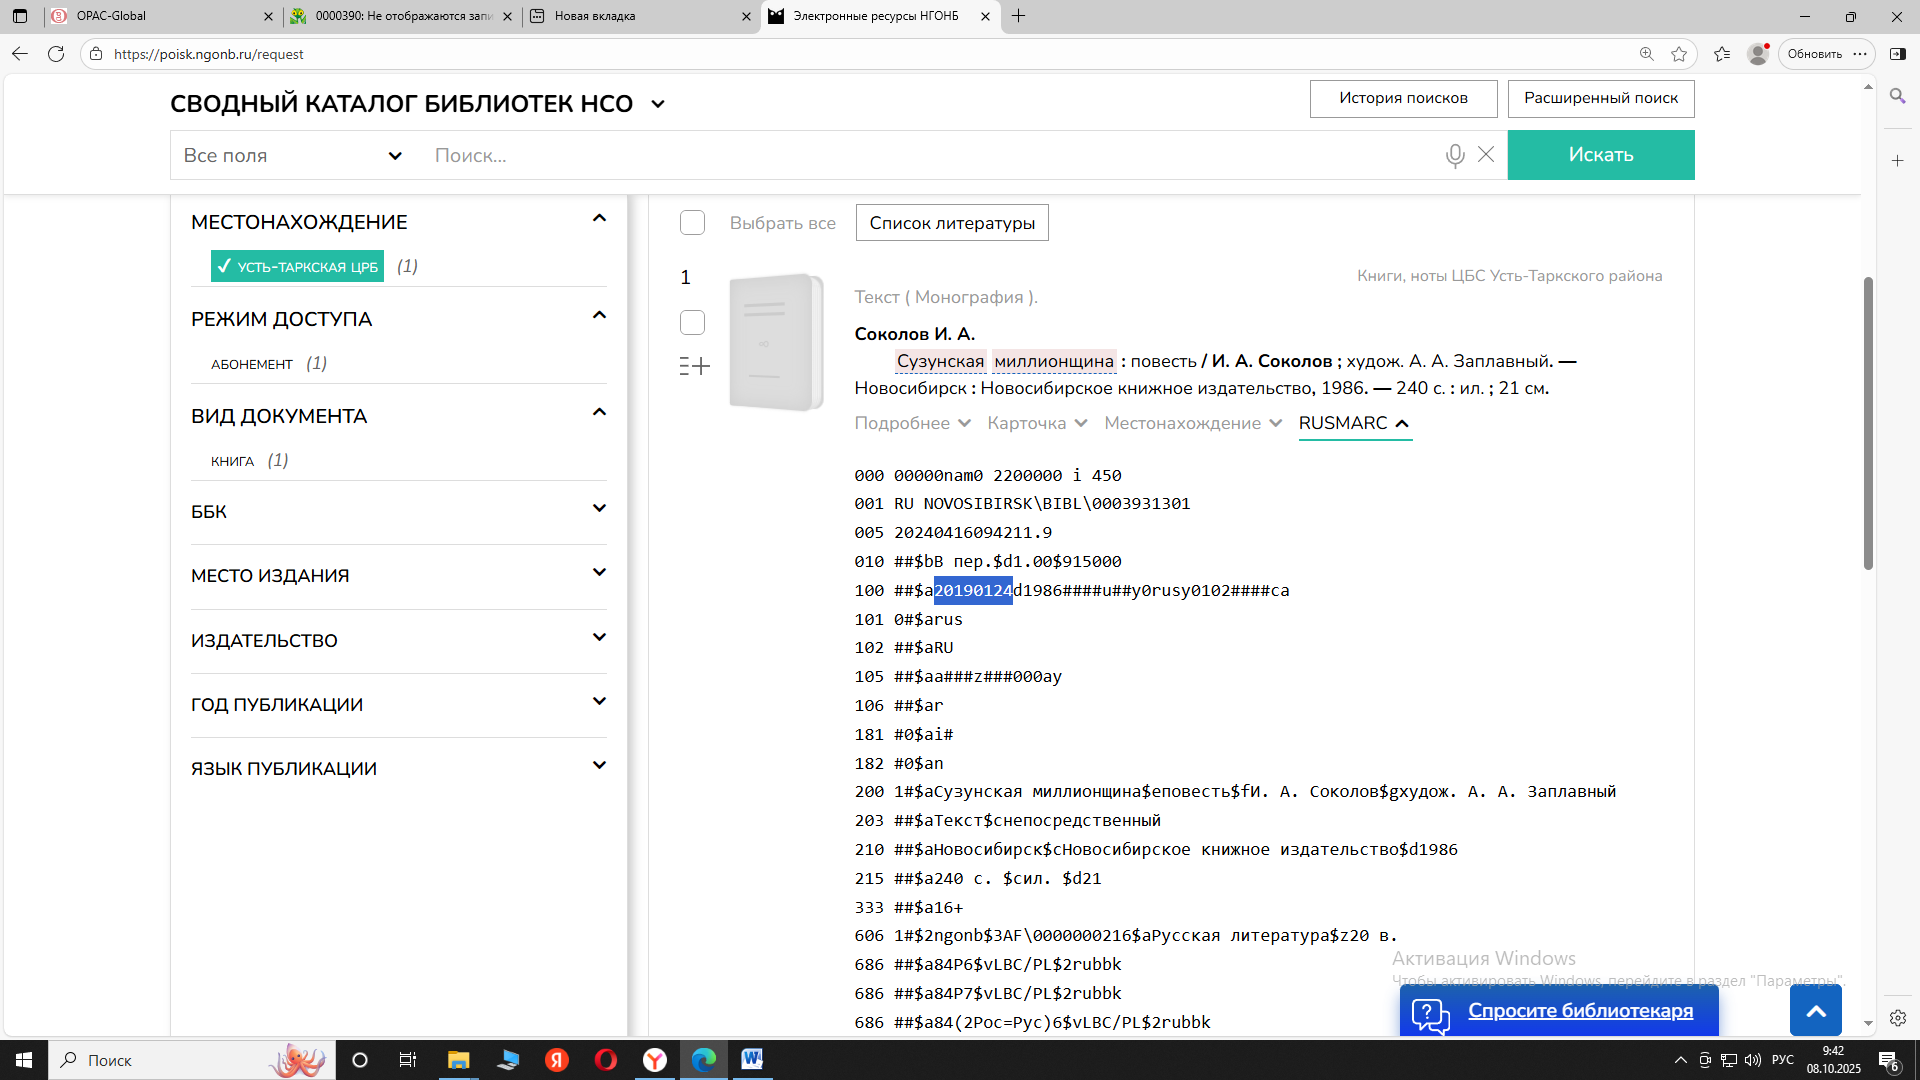 OPAC-Global
0000390: Не отображаются запи
Новая вкладка
Электронные ресурсы НГОНБ
https://poisk.ngonb.ru/request
Обновить
СВОДНЫЙ КАТАЛОГ БИБЛИОТЕК НСО
История поисков
Расширенный поиск
Все поля
Поиск...
Искать
МЕСТОНАХОЖДЕНИЕ
УСТЬ-ТАРКСКАЯ ЦРБ (1)
РЕЖИМ ДОСТУПА
АБОНЕМЕНТ (1)
ВИД ДОКУМЕНТА
КНИГА (1)
ББК
МЕСТО ИЗДАНИЯ
ИЗДАТЕЛЬСТВО
ГОД ПУБЛИКАЦИИ
ЯЗЫК ПУБЛИКАЦИИ
Выбрать все
Список литературы
1
Книги, ноты ЦБС Усть-Таркского района
Текст ( Монография ).
Соколов И. А.
Сузунская миллионщина : повесть / И. А. Соколов ; худож. А. А. Заплавный. —
Новосибирск : Новосибирское книжное издательство, 1986. — 240 с. : ил. ; 21 см.
Подробнее
Карточка
Местонахождение
RUSMARC
000 00000nam0 2200000 i 450
001 RU NOVOSIBIRSK\BIBL\0003931301
005 20240416094211.9
010 ##$bВ пер.$d1.00$915000
100 ##$a20190124d1986####u##y0rusy0102####ca
101 0#$arus
102 ##$aRU
105 ##$aa###z###000ay
106 ##$ar
181 #0$ai#
182 #0$an
200 1#$aСузунская миллионщина$eповесть$fИ. А. Соколов$gхудож. А. А. Заплавный
203 ##$aТекст$cнепосредственный
210 ##$aНовосибирск$cНовосибирское книжное издательство$d1986
215 ##$a240 с. $cил. $d21
333 ##$a16+
606 1#$2ngonb$3AF\0000000216$aРусская литература$z20 в.
686 ##$a84Р6$vLBC/PL$2rubbk
686 ##$a84Р7$vLBC/PL$2rubbk
686 ##$a84(2Рос=Рус)6$vLBC/PL$2rubbk
Активация Windows
Чтобы активировать Windows, перейдите в раздел "Параметры".
Спросите библиотекаря
Поиск
РУС
9:42
08.10.2025
6